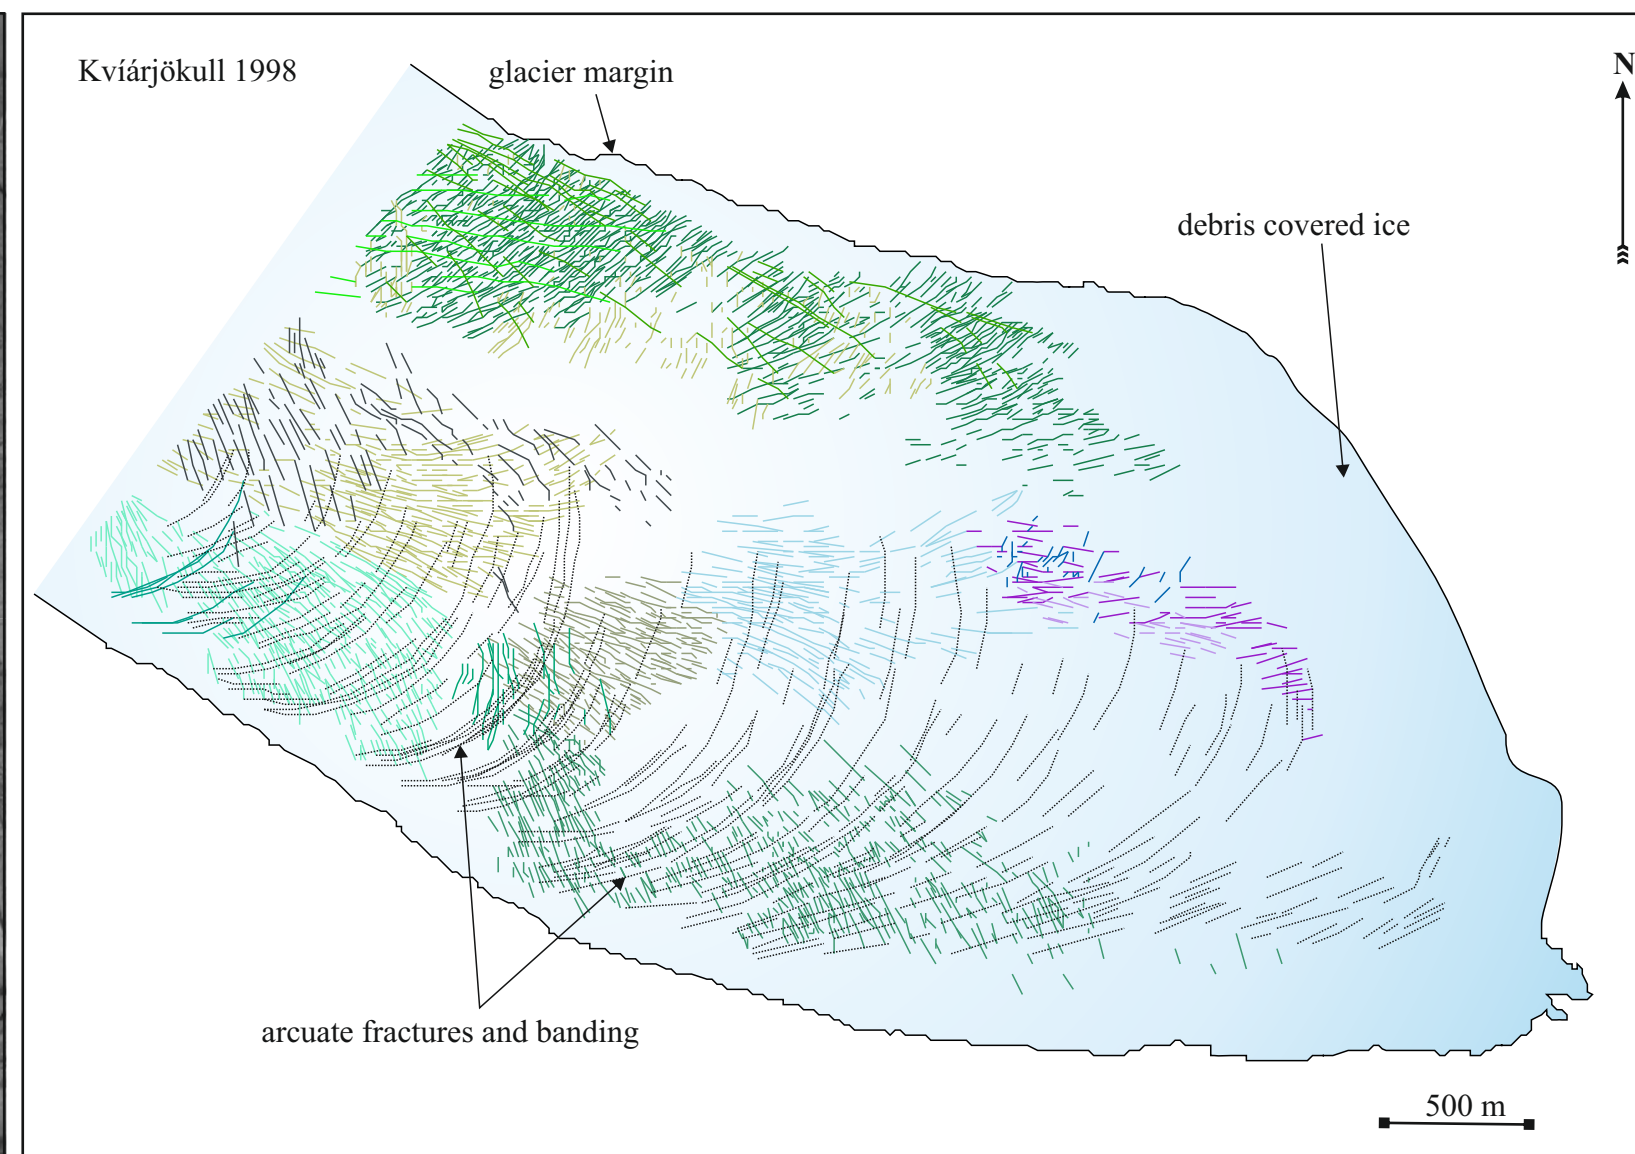 Kvíárjökull 1998
glacier margin
N
debris covered ice
arcuate fractures and banding
500 m